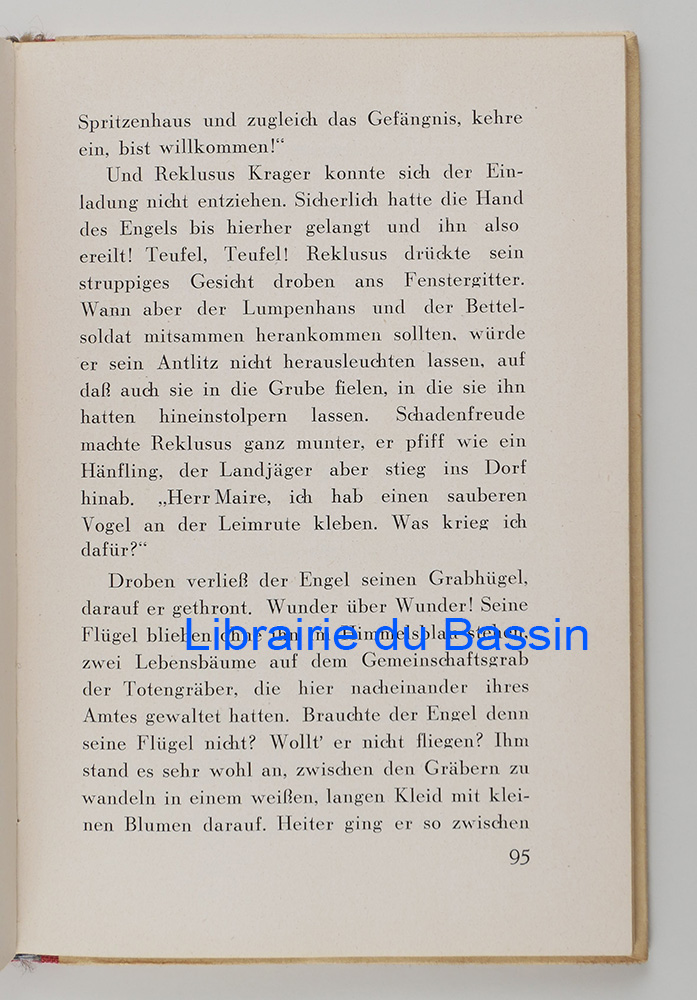 Spritzenhaus und zugleich das Gefängnis, kehre
ein, bist willkommen!“
Und Reklusus Krager konnte sich der Ein-
ladung nicht entziehen. Sicherlich hatte die Hand
des Engels bis hierher gelangt und ihn also
ereilt! Teufel, Teufel! Reklusus drückte sein
struppiges Gesicht droben ans Fenstergitter.
Wann aber der Lumpenhans und der Bettel-
soldat mitsammen herankommen sollten, würde
er sein Antlitz nicht herausleuchten lassen, auf
daß auch sie in die Grube fielen, in die sie ihn
hatten hineinstolpern lassen. Schadenfreude
machte Reklusus ganz munter, er pfiff wie ein
Hänfling, der Landjäger aber stieg ins Dorf
hinab. „Herr Maire, ich hab einen sauberen
Vogel an der Leimrute kleben. Was krieg ich
dafür?“
Droben verließ der Engel seinen Grabhügel,
darauf er gethront. Wunder über Wunder! Seine
Flügel blieben ohne ihn im Himmelsblau stehen,
Librairie du Bassin
zwei Lebensbäume auf dem Gemeinschaftsgrab
der Totengräber, die hier nacheinander ihres
Amtes gewaltet hatten. Brauchte der Engel denn
seine Flügel nicht? Wollt’ er nicht fliegen? Ihm
stand es sehr wohl an, zwischen den Gräbern zu
wandeln in einem weißen, langen Kleid mit klei-
nen Blumen darauf. Heiter ging er so zwischen
95